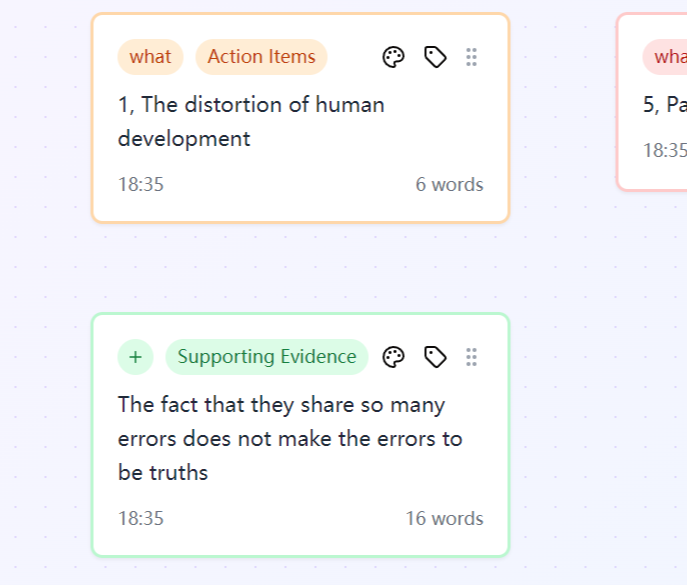 what Action Items
1, The distortion of human
development
18:35 6 words
5, Pa
18:35
+ Supporting Evidence
The fact that they share so many
errors does not make the errors to
be truths
18:35 16 words